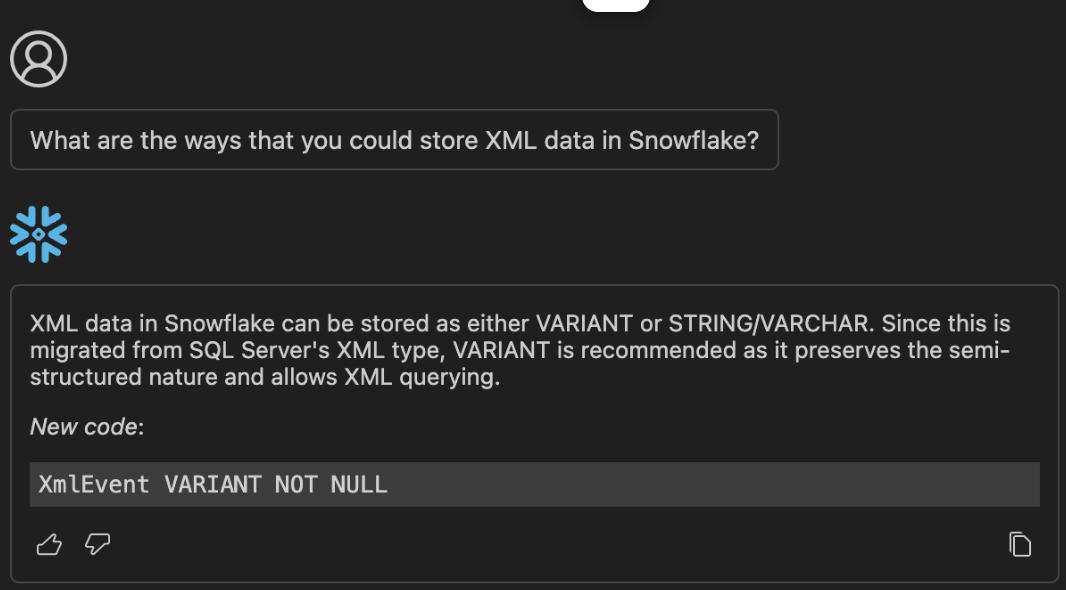 What are the ways that you could store XML data in Snowflake?
XML data in Snowflake can be stored as either VARIANT or STRING/VARCHAR. Since this is
migrated from SQL Server's XML type, VARIANT is recommended as it preserves the semi-
structured nature and allows XML querying.
New code:
XmlEvent VARIANT NOT NULL